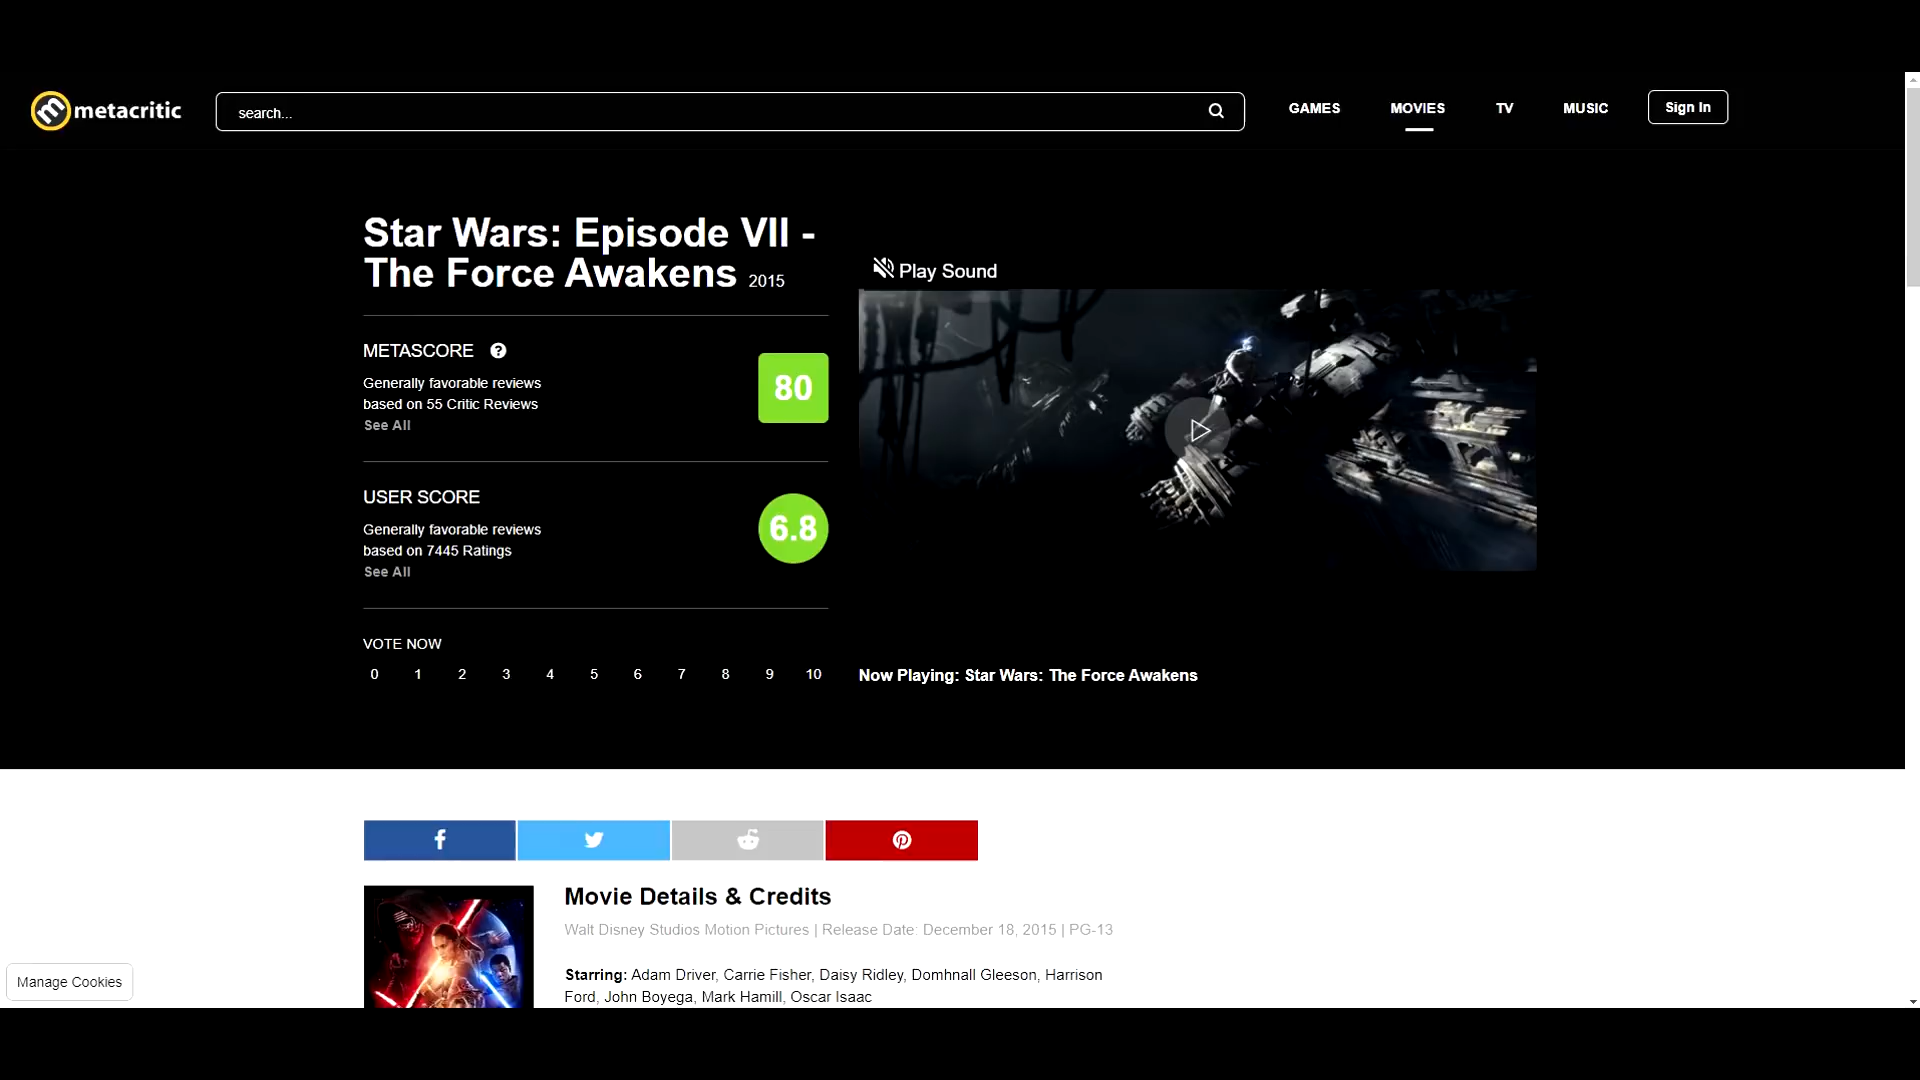 metacritic
search...
GAMES MOVIES TV MUSIC Sign In
Star Wars: Episode VII -
The Force Awakens 2015
Play Sound
METASCORE ?
Generally favorable reviews
based on 55 Critic Reviews
See All
80
USER SCORE
Generally favorable reviews
based on 7445 Ratings
See All
6.8
VOTE NOW
0 1 2 3 4 5 6 7 8 9 10
Now Playing: Star Wars: The Force Awakens
Movie Details & Credits
Walt Disney Studios Motion Pictures | Release Date: December 18, 2015 | PG-13
Starring: Adam Driver, Carrie Fisher, Daisy Ridley, Domhnall Gleeson, Harrison
Ford, John Boyega, Mark Hamill, Oscar Isaac
Manage Cookies